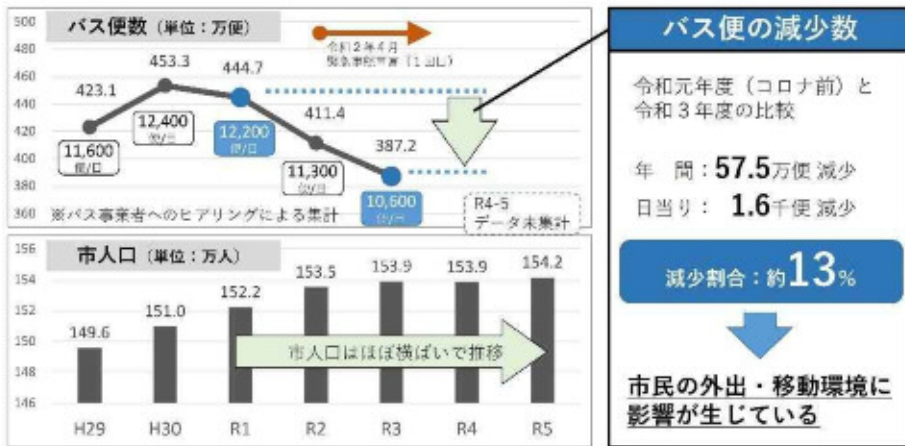 バス便数（単位：万便）
500
480
460
440
420
400
380
360
令和2年4月
緊急事態宣言（1回目）
423.1
453.3
444.7
411.4
387.2
11,600
便/日
12,400
便/日
12,200
便/日
11,300
便/日
10,600
便/日
※バス事業者へのヒアリングによる集計
R4-5
データ未集計
市人口（単位：万人）
156
154
152
150
148
146
149.6
151.0
152.2
153.5
153.9
153.9
154.2
市人口はほぼ横ばいで推移
H29
H30
R1
R2
R3
R4
R5
バス便の減少数
令和元年度（コロナ前）と
令和3年度の比較
年　間：57.5万便 減少
日当り： 1.6千便 減少
減少割合：約13%
市民の外出・移動環境に
影響が生じている